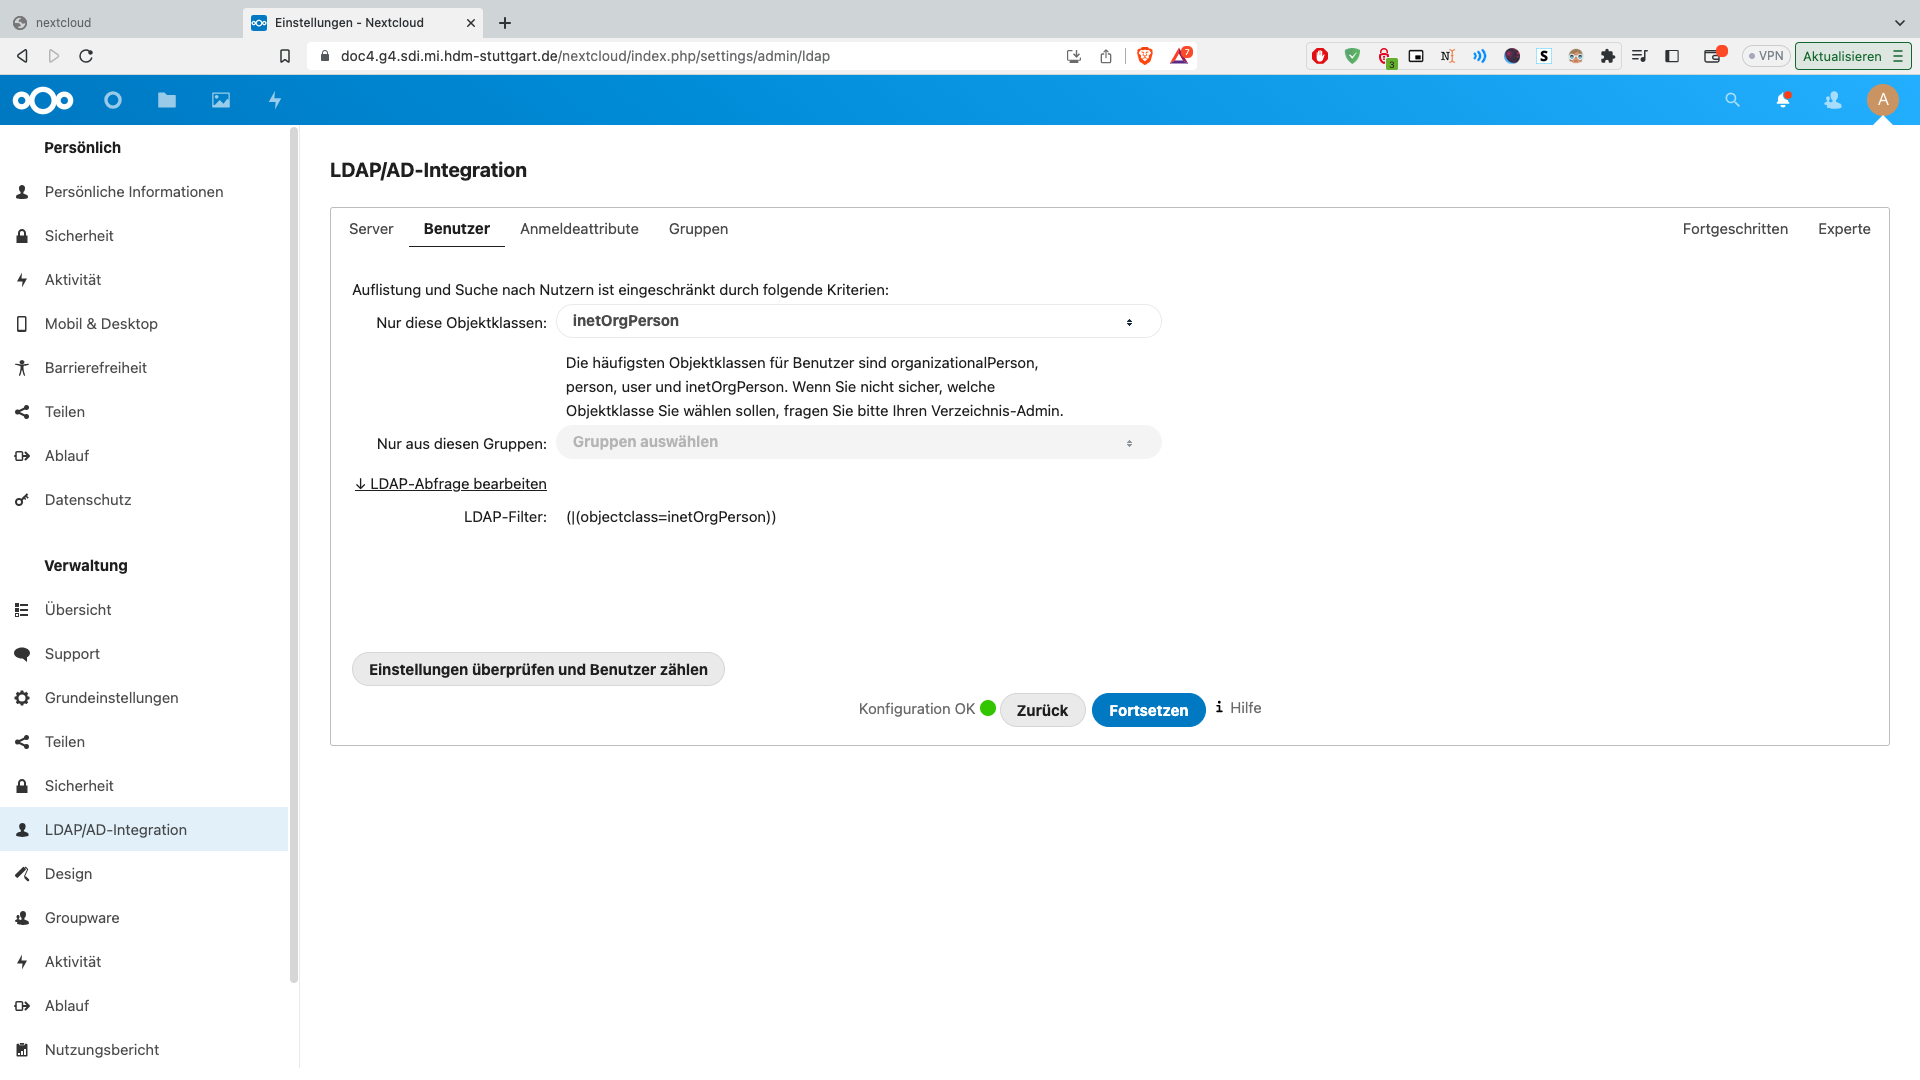 nextcloud
Einstellungen - Nextcloud
doc4.g4.sdi.mi.hdm-stuttgart.de/nextcloud/index.php/settings/admin/ldap
7
3
N
S
VPN
Aktualisieren
A
Persönlich
Persönliche Informationen
Sicherheit
Aktivität
Mobil & Desktop
Barrierefreiheit
Teilen
Ablauf
Datenschutz
Verwaltung
Übersicht
Support
Grundeinstellungen
Teilen
Sicherheit
LDAP/AD-Integration
Design
Groupware
Aktivität
Ablauf
Nutzungsbericht
LDAP/AD-Integration
Server Benutzer Anmeldeattribute Gruppen Fortgeschritten Experte
Auflistung und Suche nach Nutzern ist eingeschränkt durch folgende Kriterien:
Nur diese Objektklassen: inetOrgPerson
Die häufigsten Objektklassen für Benutzer sind organizationalPerson,
person, user und inetOrgPerson. Wenn Sie nicht sicher, welche
Objektklasse Sie wählen sollen, fragen Sie bitte Ihren Verzeichnis-Admin.
Nur aus diesen Gruppen: Gruppen auswählen
↓ LDAP-Abfrage bearbeiten
LDAP-Filter: (|(objectclass=inetOrgPerson))
Einstellungen überprüfen und Benutzer zählen
Konfiguration OK Zurück Fortsetzen i Hilfe